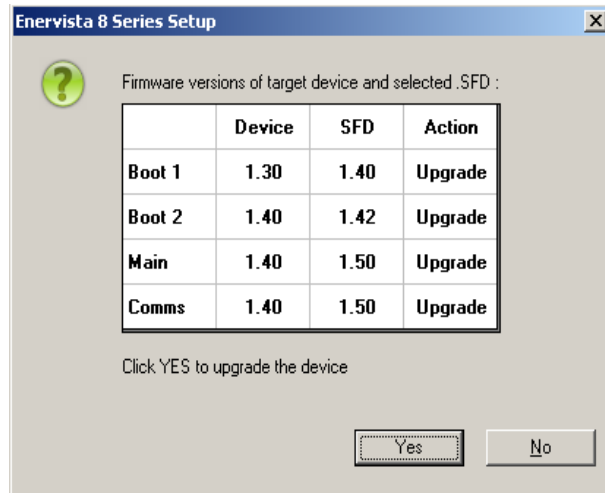 Enervista 8 Series Setup
Firmware versions of target device and selected .SFD :
Device SFD Action
Boot 1 1.30 1.40 Upgrade
Boot 2 1.40 1.42 Upgrade
Main 1.40 1.50 Upgrade
Comms 1.40 1.50 Upgrade
Click YES to upgrade the device
Yes No